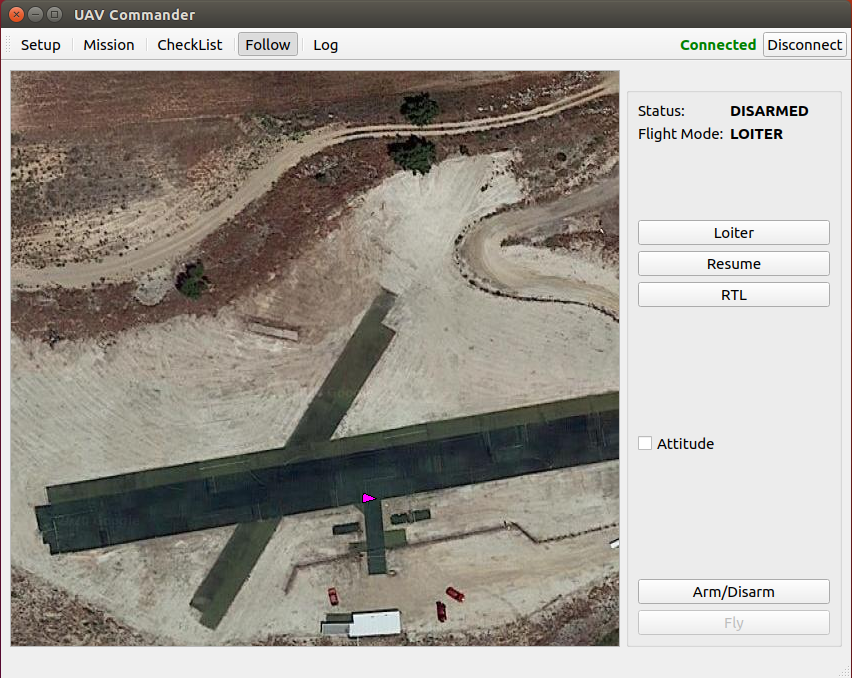 UAV Commander
Setup Mission CheckList Follow Log Connected Disconnect
Status: DISARMED
Flight Mode: LOITER
Loiter
Resume
RTL
Attitude
Arm/Disarm
Fly